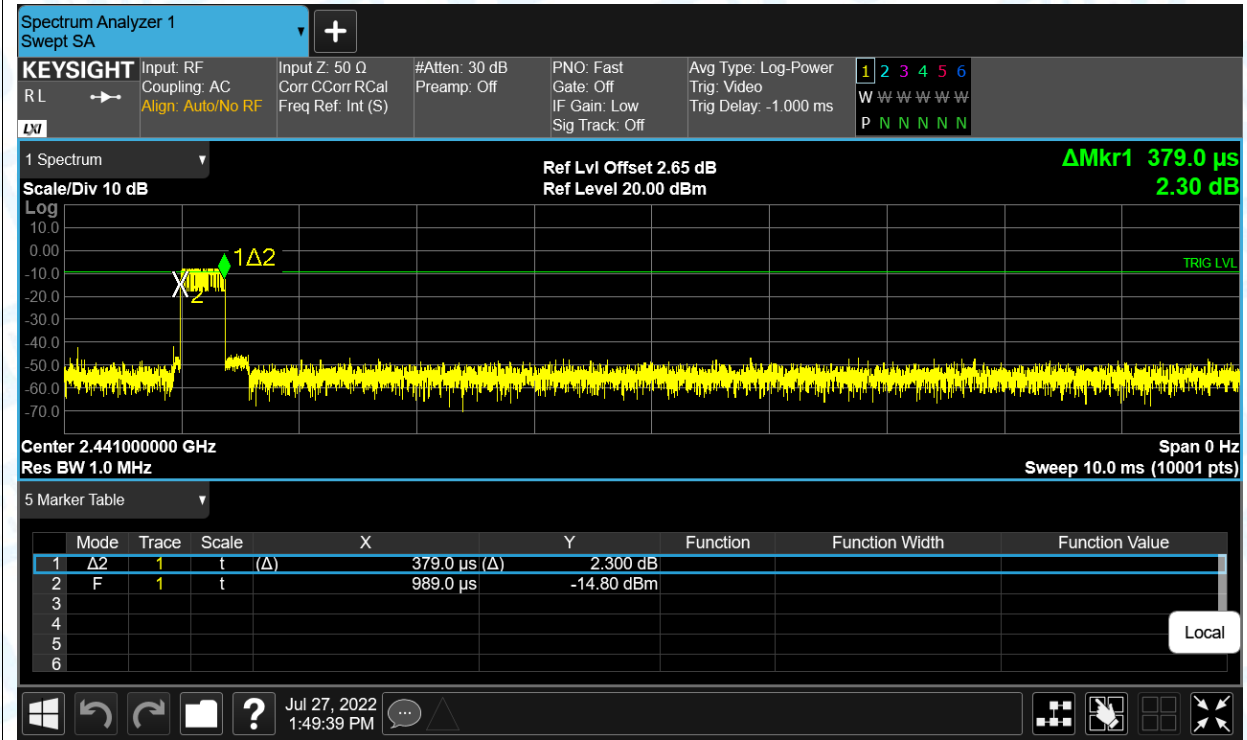 Spectrum Analyzer 1
Swept SA
+
KEYSIGHT Input: RF Input Z: 50 Ω #Atten: 30 dB PNO: Fast Avg Type: Log-Power 1 2 3 4 5 6
R L Coupling: AC Corr CCorr RCal Preamp: Off Gate: Off Trig: Video W W W W W W
Align: Auto/No RF Freq Ref: Int (S) IF Gain: Low Trig Delay: -1.000 ms
LXI Sig Track: Off P N N N N N
1 Spectrum Ref Lvl Offset 2.65 dB ΔMkr1 379.0 µs
Scale/Div 10 dB Ref Level 20.00 dBm 2.30 dB
Log
10.0
0.00 1Δ2
-10.0 TRIG LVL
-20.0 2
-30.0
-40.0
-50.0
-60.0
-70.0
Center 2.441000000 GHz Span 0 Hz
Res BW 1.0 MHz Sweep 10.0 ms (10001 pts)
5 Marker Table
Mode Trace Scale X Y Function Function Width Function Value
1 Δ2 1 t (Δ) 379.0 µs (Δ) 2.300 dB
2 F 1 t 989.0 µs -14.80 dBm
3
4
5
6
Local
? Jul 27, 2022
1:49:39 PM